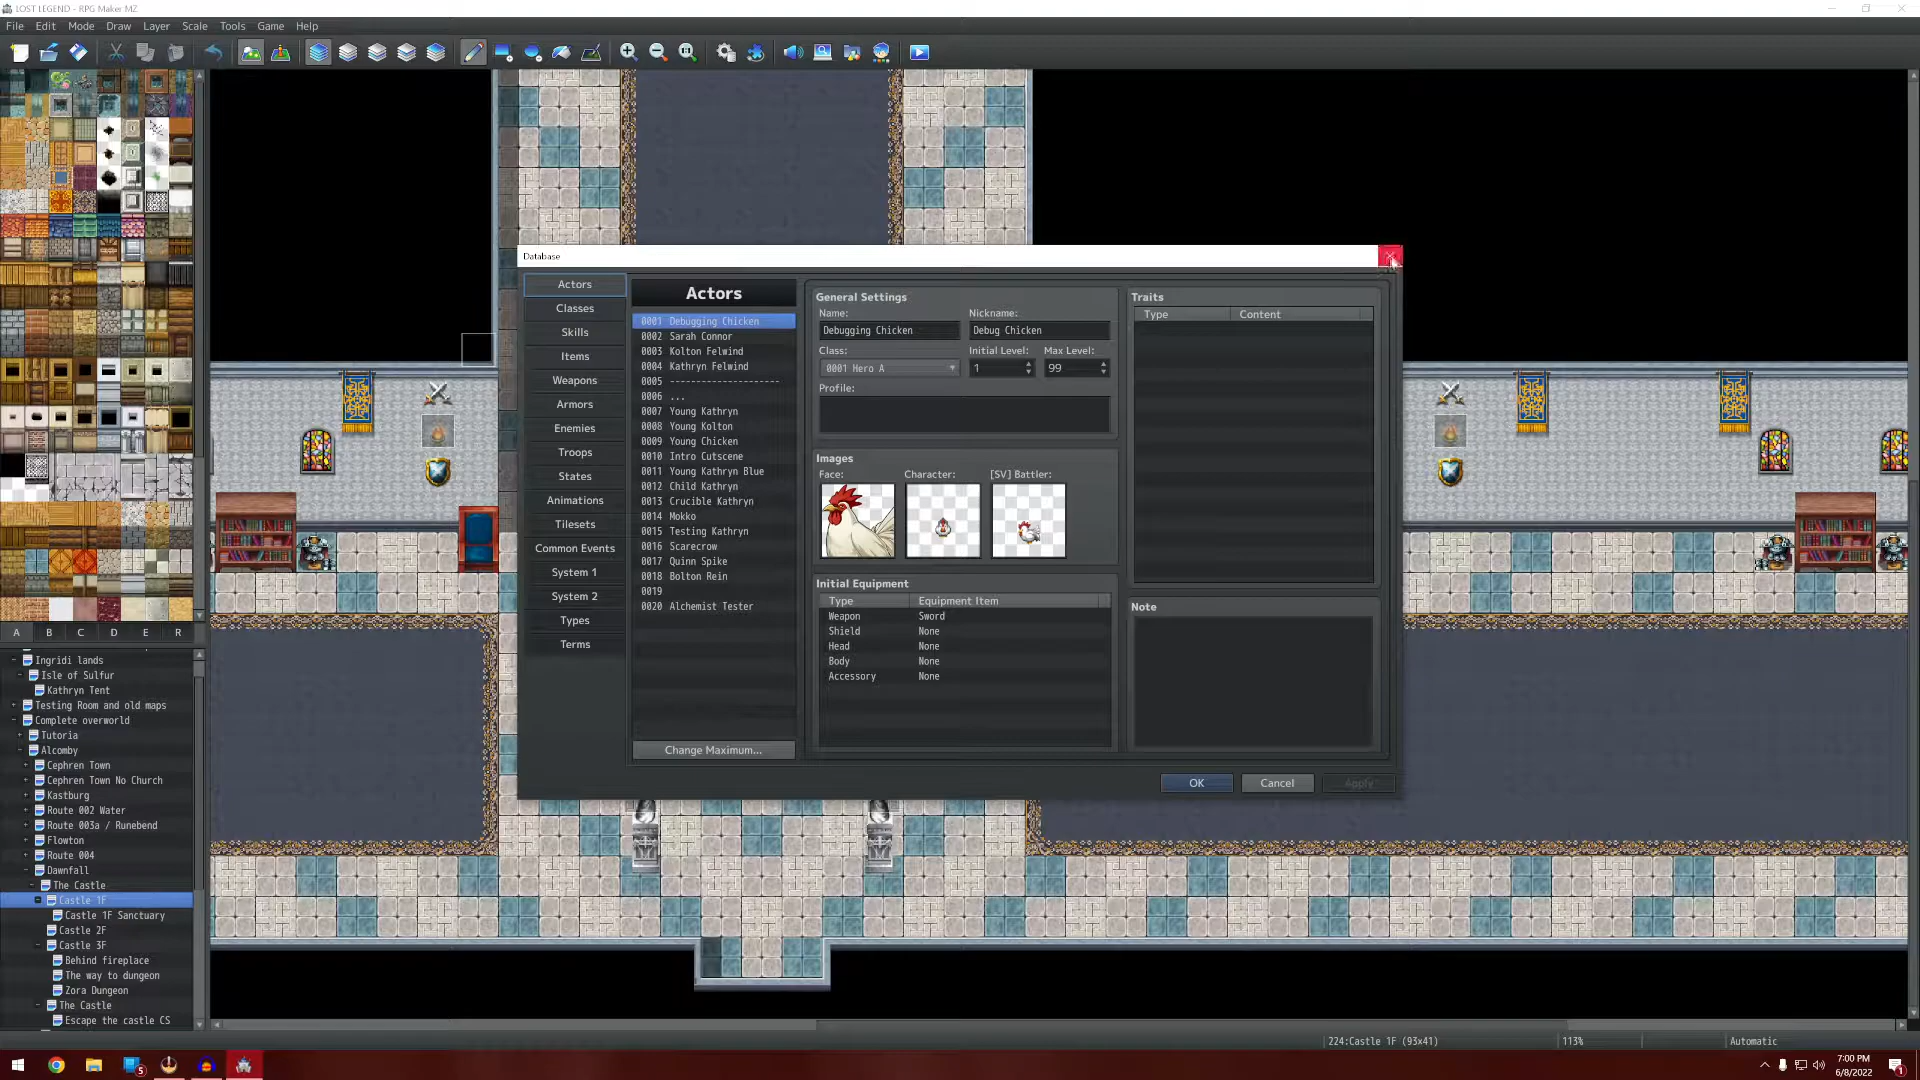 LOST LEGEND - RPG Maker MZ
File Edit Mode Draw Layer Scale Tools Game Help
Database
Actors
Classes
Skills
Items
Weapons
Armors
Enemies
Troops
States
Animations
Tilesets
Common Events
System 1
System 2
Types
Terms
Actors
0001 Debugging Chicken
0002 Sarah Connor
0003 Kolton Felwind
0004 Kathryn Felwind
0005 ---------------------
0006 ...
0007 Young Kathryn
0008 Young Kolton
0009 Young Chicken
0010 Intro Cutscene
0011 Young Kathryn Blue
0012 Child Kathryn
0013 Crucible Kathryn
0014 Mokko
0015 Testing Kathryn
0016 Scarecrow
0017 Quinn Spike
0018 Bolton Rein
0019
0020 Alchemist Tester
Change Maximum...
General Settings
Name: Nickname:
Debugging Chicken Debug Chicken
Class: Initial Level: Max Level:
0001 Hero A 1 99
Profile:
Images
Face: Character: [SV] Battler:
Initial Equipment
Type Equipment Item
Weapon Sword
Shield None
Head None
Body None
Accessory None
Traits
Type Content
Note
OK Cancel Apply
A B C D E R
Ingridi lands
Isle of Sulfur
Kathryn Tent
Testing Room and old maps
Complete overworld
Tutoria
Alcomby
Cephren Town
Cephren Town No Church
Kastburg
Route 002 Water
Route 003a / Runebend
Flowton
Route 004
Dawnfall
The Castle
Castle 1F
Castle 1F Sanctuary
Castle 2F
Castle 3F
Behind fireplace
The way to dungeon
Zora Dungeon
The Castle
Escape the castle CS
224:Castle 1F (93x41) 113% Automatic
5
7:00 PM
6/8/2022
1